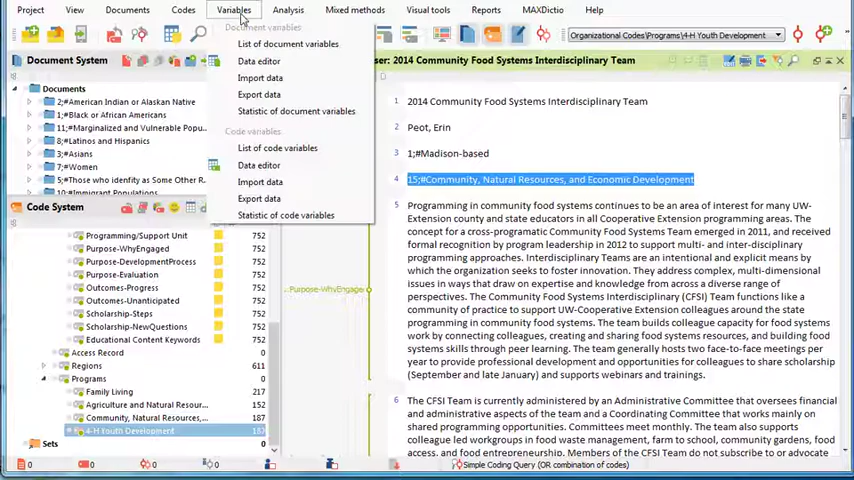 Project View Documents Codes Variables Analysis Mixed methods Visual tools Reports MAXDictio Help
Organizational Codes\Programs\4-H Youth Development
Document System
Documents
2;#American Indian or Alaskan Native
1;#Black or African Americans
11;#Marginalized and Vulnerable Popu...
8;#Latinos and Hispanics
3;#Asians
7;#Women
5;#Those who identify as Some Other R...
10;#Immigrant Populations
Code System
Programming/Support Unit 752
Purpose-WhyEngaged 752
Purpose-DevelopmentProcess 752
Purpose-Evaluation 752
Outcomes-Progress 752
Outcomes-Unanticipated 752
Scholarship-Steps 752
Scholarship-NewQuestions 752
Educational Content Keywords 752
Access Record 0
Regions 611
Programs 0
Family Living 211
Agriculture and Natural Resour... 152
Community, Natural Resources,... 187
4-H Youth Development
Sets 0
Document variables
List of document variables
Data editor
Import data
Export data
Statistic of document variables
Code variables
List of code variables
Data editor
Import data
Export data
Statistic of code variables
..Purpose-WhyEngage
ser: 2014 Community Food Systems Interdisciplinary Team
1 2014 Community Food Systems Interdisciplinary Team
2 Peot, Erin
3 1;#Madison-based
4 15;#Community, Natural Resources, and Economic Development
5 Programming in community food systems continues to be an area of interest for many UW-
Extension county and state educators in all Cooperative Extension programming areas. The
concept for a cross-programatic Community Food Systems Team emerged in 2011, and received
formal recognition by program leadership in 2012 to support multi- and inter-disciplinary
programming approaches. Interdisciplinary Teams are an intentional and explicit means by
which the organization seeks to foster innovation. They address complex, multi-dimensional
issues in ways that draw on expertise and knowledge from across a diverse range of
perspectives. The Community Food Systems Interdisciplinary (CFSI) Team functions like a
community of practice to support UW-Cooperative Extension colleagues around the state
programming in community food systems. The team builds colleague capacity for food systems
work by connecting colleagues, creating and sharing food systems resources, and building food
systems skills through peer learning. The team generally hosts two face-to-face meetings per
year to provide professional development and opportunities for colleagues to share scholarship
(September and late January) and supports webinars and trainings.
6 The CFSI Team is currently administered by an Administrative Committee that oversees financial
and administrative aspects of the team and a Coordinating Committee that works mainly on
shared programming opportunities. Committees meet monthly. The team also supports
colleague led workgroups in food waste management, farm to school, community gardens, food
access, and food entrepreneurship. Members of the CFSI Team do not subscribe to or advocate
0 0 0 0 0 Simple Coding Query (OR combination of codes)